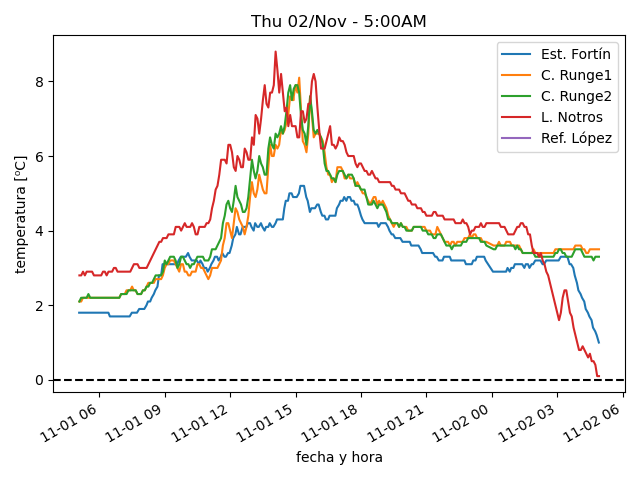 Thu 02/Nov - 5:00AM
Est. Fortín
C. Runge1
C. Runge2
L. Notros
Ref. López
temperatura [ºC]
8
6
4
2
0
11-01 06
11-01 09
11-01 12
11-01 15
11-01 18
11-01 21
11-02 00
11-02 03
11-02 06
fecha y hora